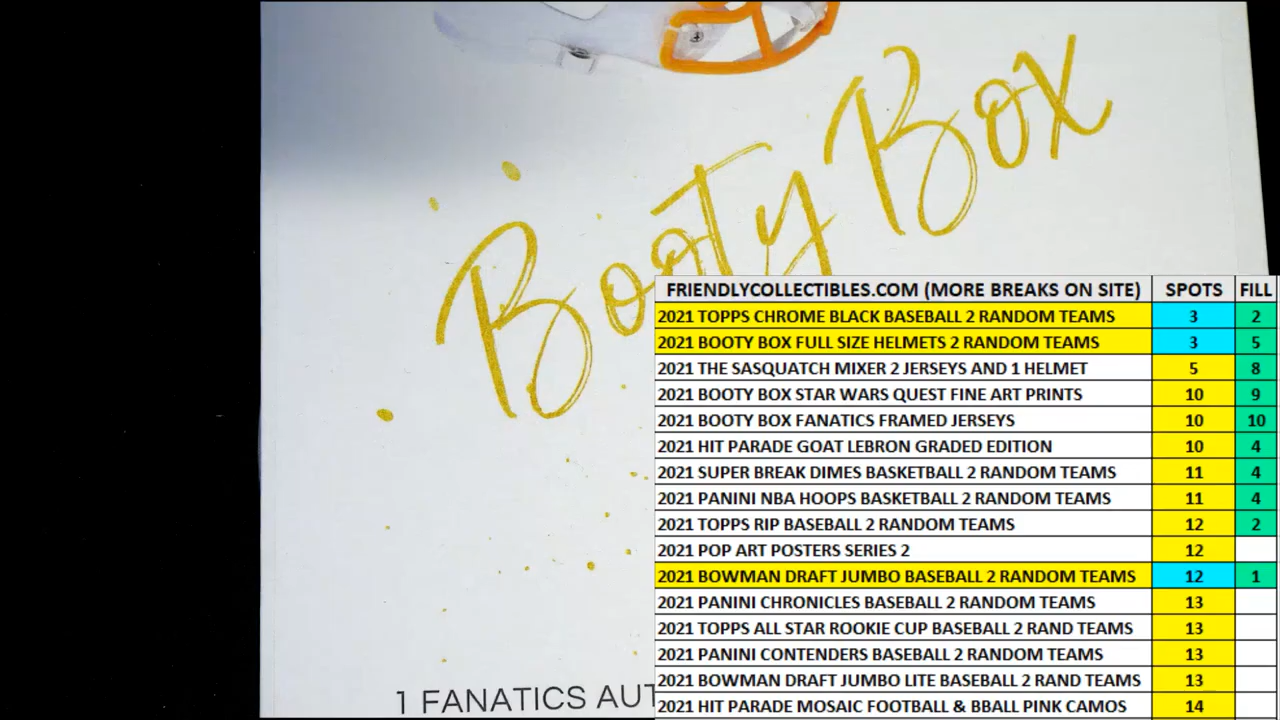 Booty Box
FRIENDLYCOLLECTIBLES.COM (MORE BREAKS ON SITE) SPOTS FILL
2021 TOPPS CHROME BLACK BASEBALL 2 RANDOM TEAMS 3 2
2021 BOOTY BOX FULL SIZE HELMETS 2 RANDOM TEAMS 3 5
2021 THE SASQUATCH MIXER 2 JERSEYS AND 1 HELMET 5 8
2021 BOOTY BOX STAR WARS QUEST FINE ART PRINTS 10 9
2021 BOOTY BOX FANATICS FRAMED JERSEYS 10 10
2021 HIT PARADE GOAT LEBRON GRADED EDITION 10 4
2021 SUPER BREAK DIMES BASKETBALL 2 RANDOM TEAMS 11 4
2021 PANINI NBA HOOPS BASKETBALL 2 RANDOM TEAMS 11 4
2021 TOPPS RIP BASEBALL 2 RANDOM TEAMS 12 2
2021 POP ART POSTERS SERIES 2 12
2021 BOWMAN DRAFT JUMBO BASEBALL 2 RANDOM TEAMS 12 1
2021 PANINI CHRONICLES BASEBALL 2 RANDOM TEAMS 13
2021 TOPPS ALL STAR ROOKIE CUP BASEBALL 2 RAND TEAMS 13
2021 PANINI CONTENDERS BASEBALL 2 RANDOM TEAMS 13
2021 BOWMAN DRAFT JUMBO LITE BASEBALL 2 RAND TEAMS 13
2021 HIT PARADE MOSAIC FOOTBALL & BBALL PINK CAMOS 14
1 FANATICS AUT